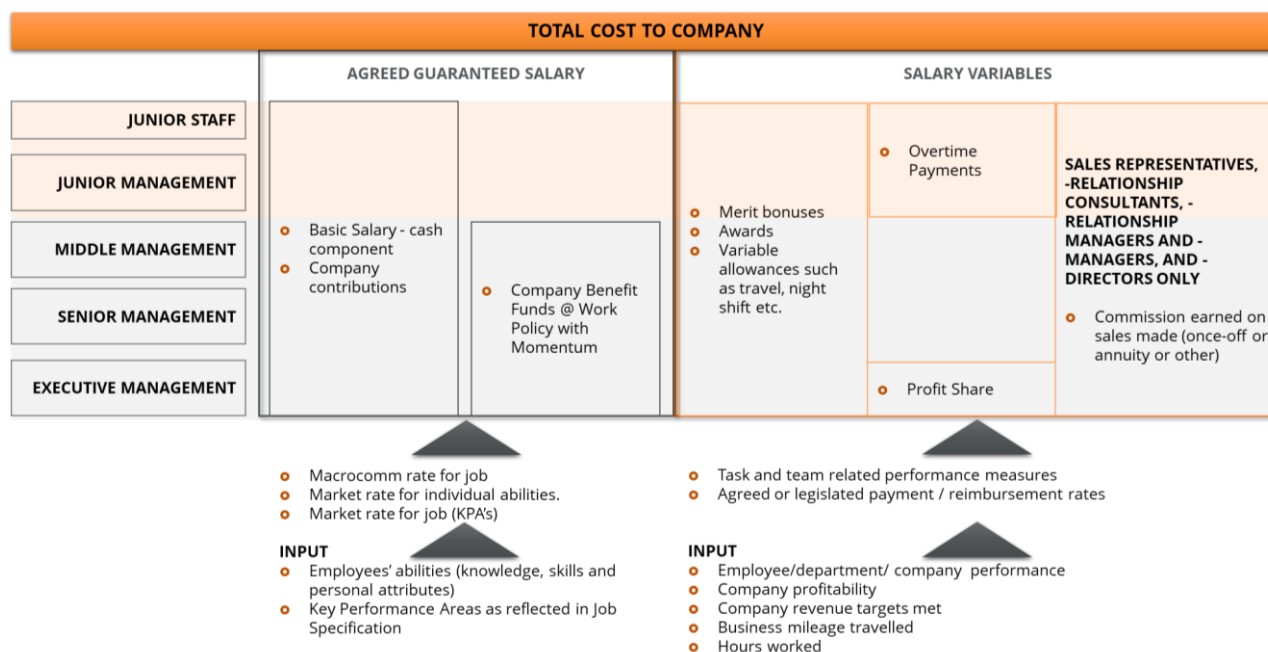 TOTAL COST TO COMPANY
AGREED GUARANTEED SALARY
SALARY VARIABLES
JUNIOR STAFF
JUNIOR MANAGEMENT
MIDDLE MANAGEMENT
SENIOR MANAGEMENT
EXECUTIVE MANAGEMENT
Basic Salary - cash
component
Company
contributions
Company Benefit
Funds @ Work
Policy with
Momentum
Merit bonuses
Awards
Variable
allowances such
as travel, night
shift etc.
Overtime
Payments
Profit Share
SALES REPRESENTATIVES,
-RELATIONSHIP
CONSULTANTS, -
RELATIONSHIP
MANAGERS AND -
MANAGERS, AND -
DIRECTORS ONLY
Commission earned on
sales made (once-off or
annuity or other)
Macrocomm rate for job
Market rate for individual abilities.
Market rate for job (KPA's)
INPUT
Employees' abilities (knowledge, skills and
personal attributes)
Key Performance Areas as reflected in Job
Specification
Task and team related performance measures
Agreed or legislated payment / reimbursement rates
INPUT
Employee/department/ company performance
Company profitability
Company revenue targets met
Business mileage travelled
Hours worked